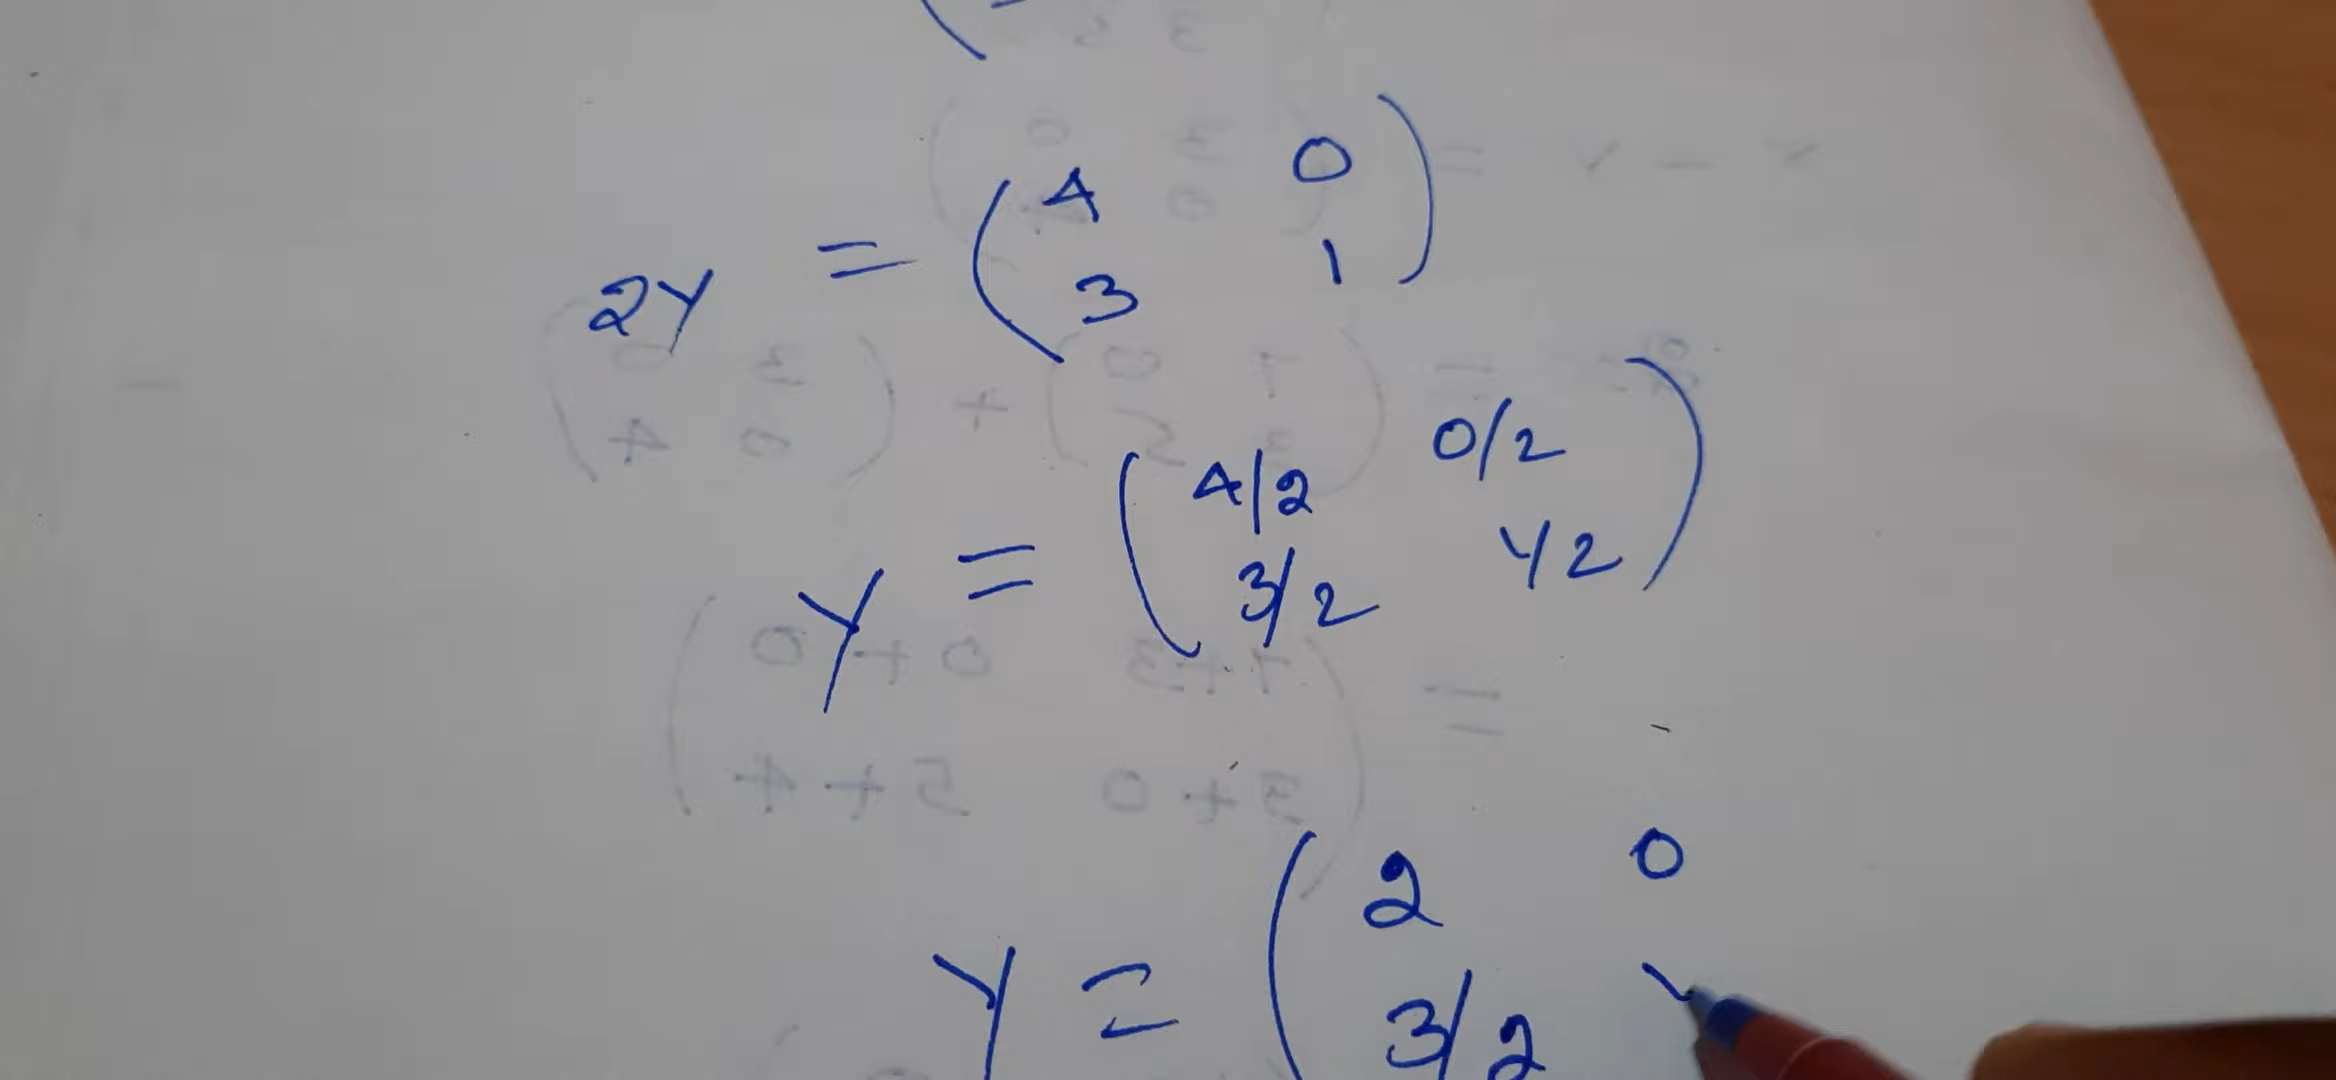 2Y = ( 4 0
3 1 )
Y = ( 4/2 0/2
3/2 1/2 )
Y = ( 2 0
3/2